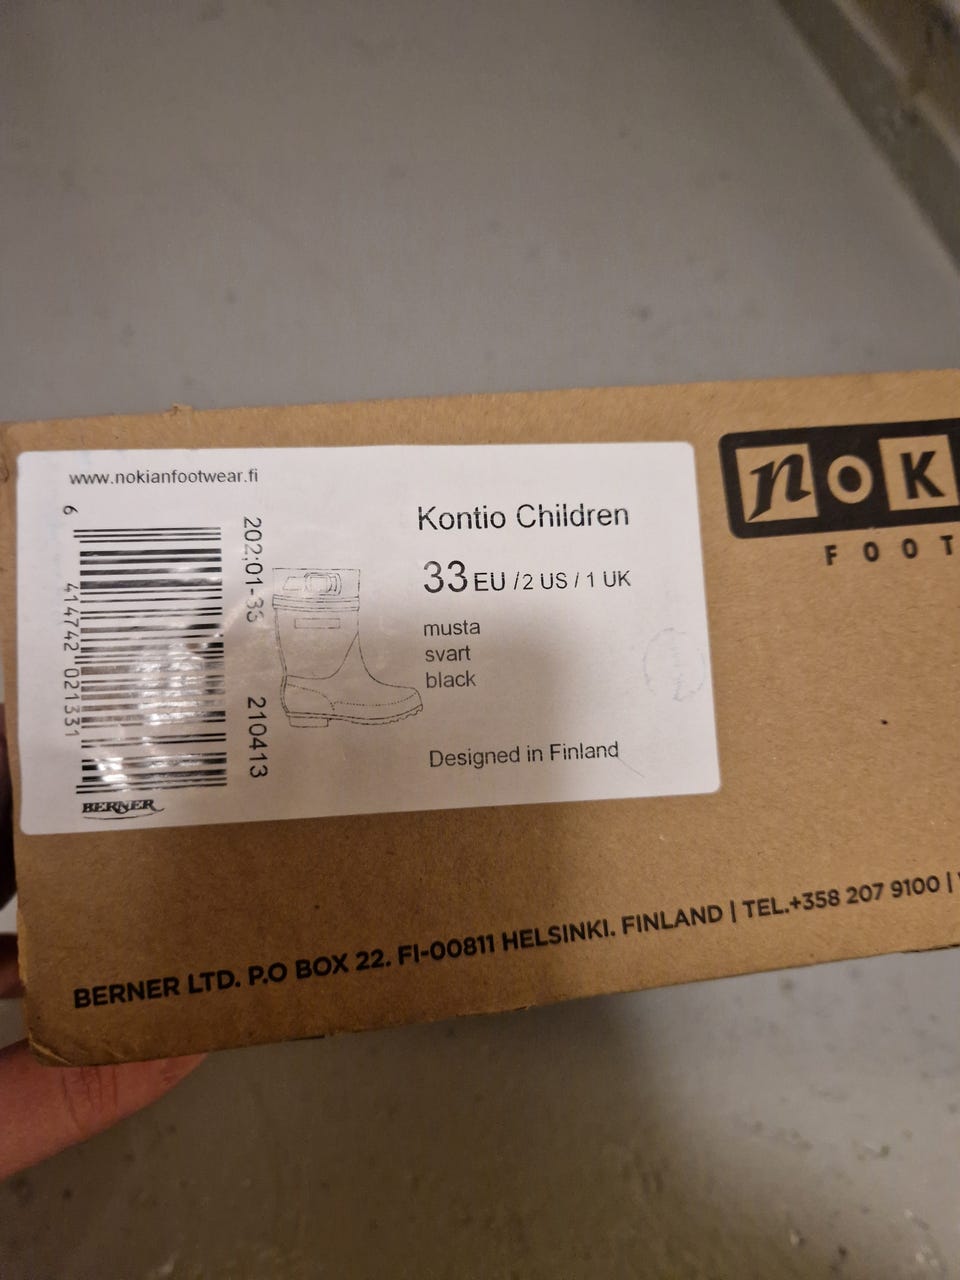 www.nokianfootwear.fi
6 414742 021331
202;01-33 210413
BERNER
Kontio Children
33 EU / 2 US / 1 UK
musta
svart
black
Designed in Finland
nOK
FOOT
BERNER LTD. P.O BOX 22. FI-00811 HELSINKI. FINLAND | TEL.+358 207 9100 |